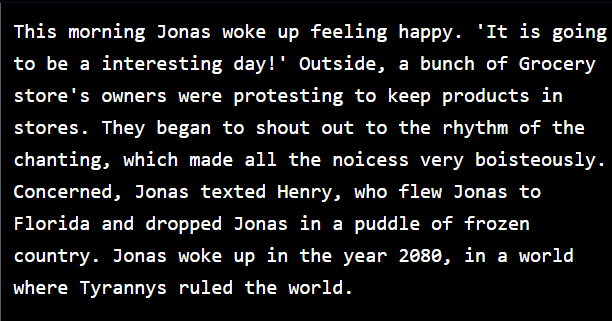 This morning Jonas woke up feeling happy. 'It is going
to be a interesting day!' Outside, a bunch of Grocery
store's owners were protesting to keep products in
stores. They began to shout out to the rhythm of the
chanting, which made all the noicess very boisteously.
Concerned, Jonas texted Henry, who flew Jonas to
Florida and dropped Jonas in a puddle of frozen
country. Jonas woke up in the year 2080, in a world
where Tyrannys ruled the world.